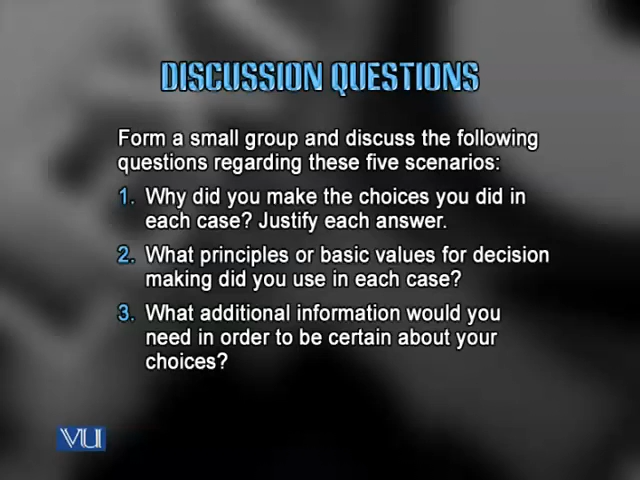 DISCUSSION QUESTIONS
Form a small group and discuss the following
questions regarding these five scenarios:
1. Why did you make the choices you did in
each case? Justify each answer.
2. What principles or basic values for decision
making did you use in each case?
3. What additional information would you
need in order to be certain about your
choices?
VU